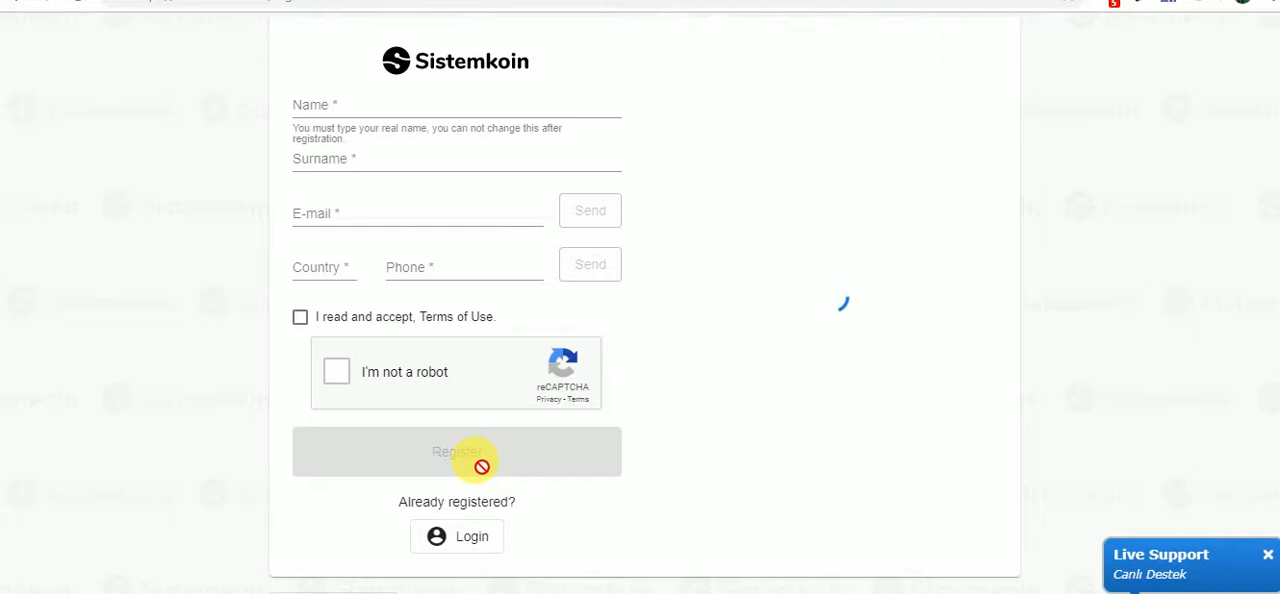 Sistemkoin
Name *
You must type your real name, you can not change this after
registration.
Surname *
E-mail * Send
Country * Phone * Send
I read and accept, Terms of Use.
I'm not a robot
reCAPTCHA
Privacy - Terms
Register
Already registered?
Login
Live Support
Canlı Destek
5